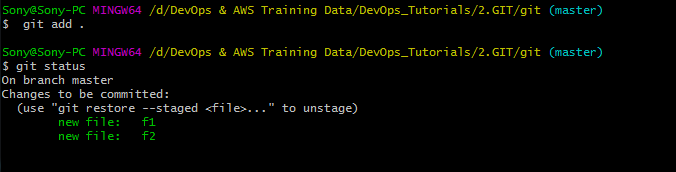 Sony@Sony-PC MINGW64 /d/DevOps & AWS Training Data/DevOps_Tutorials/2.GIT/git (master)
$  git add .
Sony@Sony-PC MINGW64 /d/DevOps & AWS Training Data/DevOps_Tutorials/2.GIT/git (master)
$ git status
On branch master
Changes to be committed:
  (use "git restore --staged <file>..." to unstage)
        new file:   f1
        new file:   f2